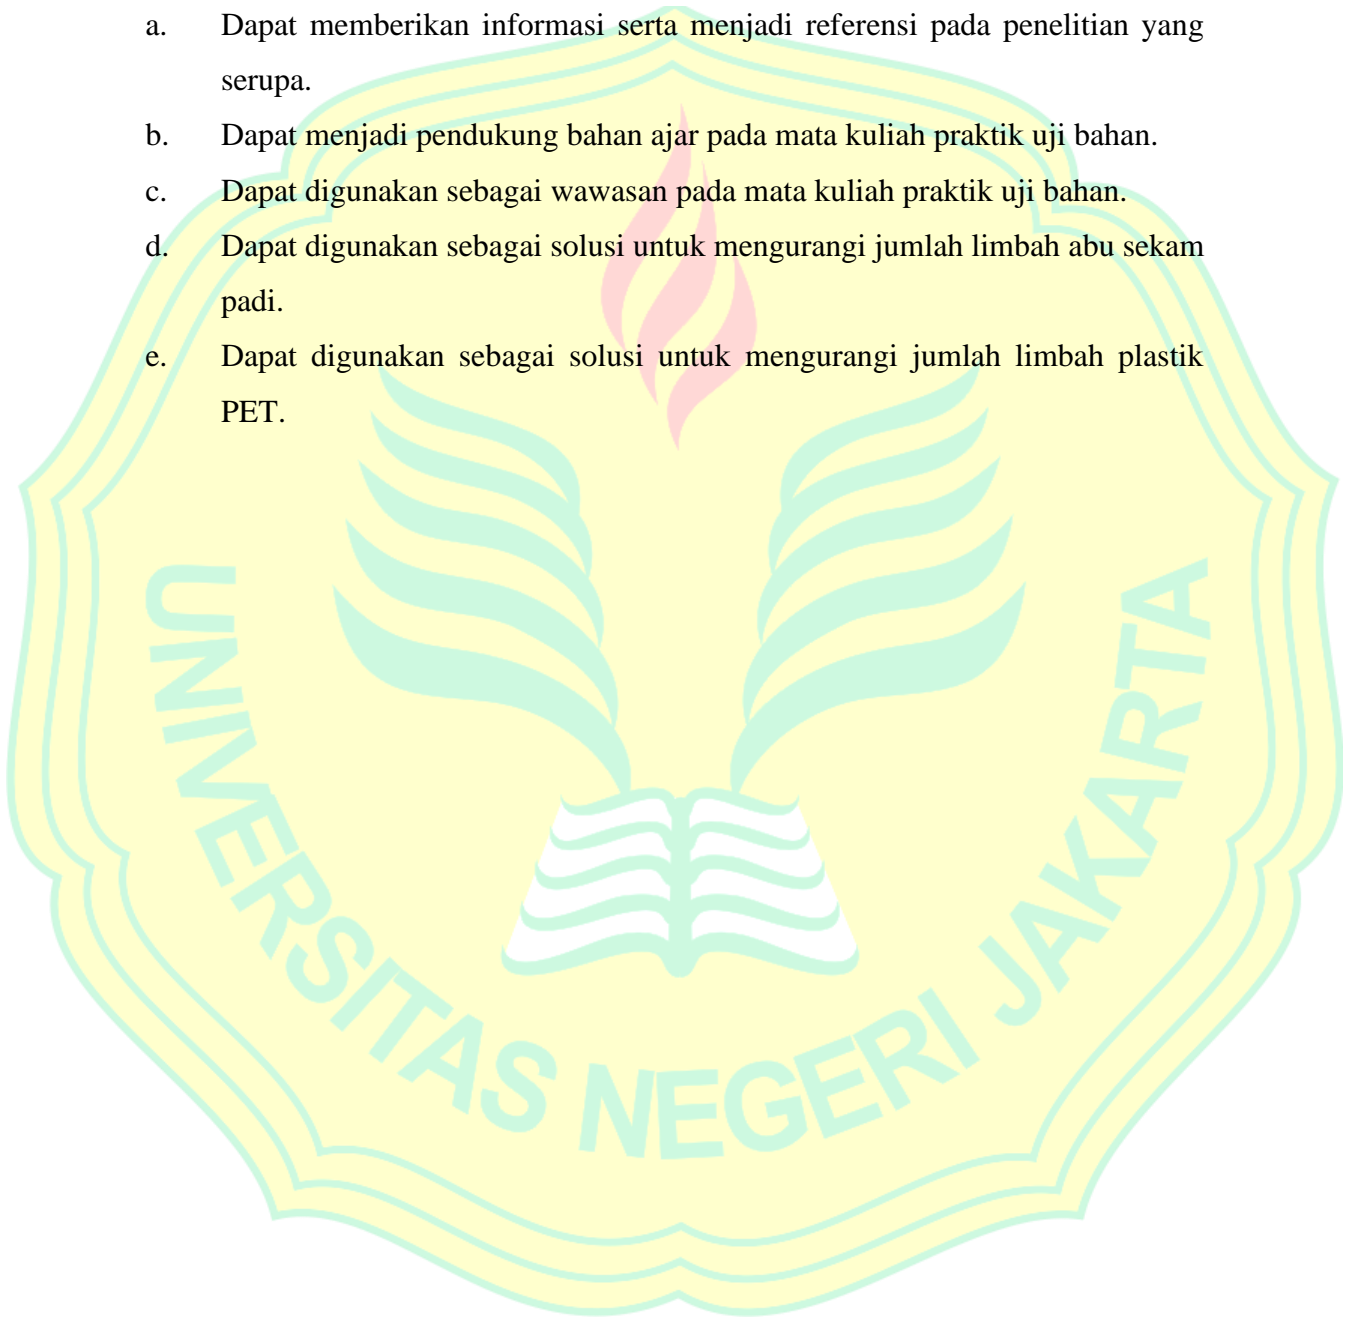 a. Dapat memberikan informasi serta menjadi referensi pada penelitian yang
serupa.
b. Dapat menjadi pendukung bahan ajar pada mata kuliah praktik uji bahan.
c. Dapat digunakan sebagai wawasan pada mata kuliah praktik uji bahan.
d. Dapat digunakan sebagai solusi untuk mengurangi jumlah limbah abu sekam
padi.
e. Dapat digunakan sebagai solusi untuk mengurangi jumlah limbah plastik
PET.
UNIVERSITAS NEGERI JAKARTA